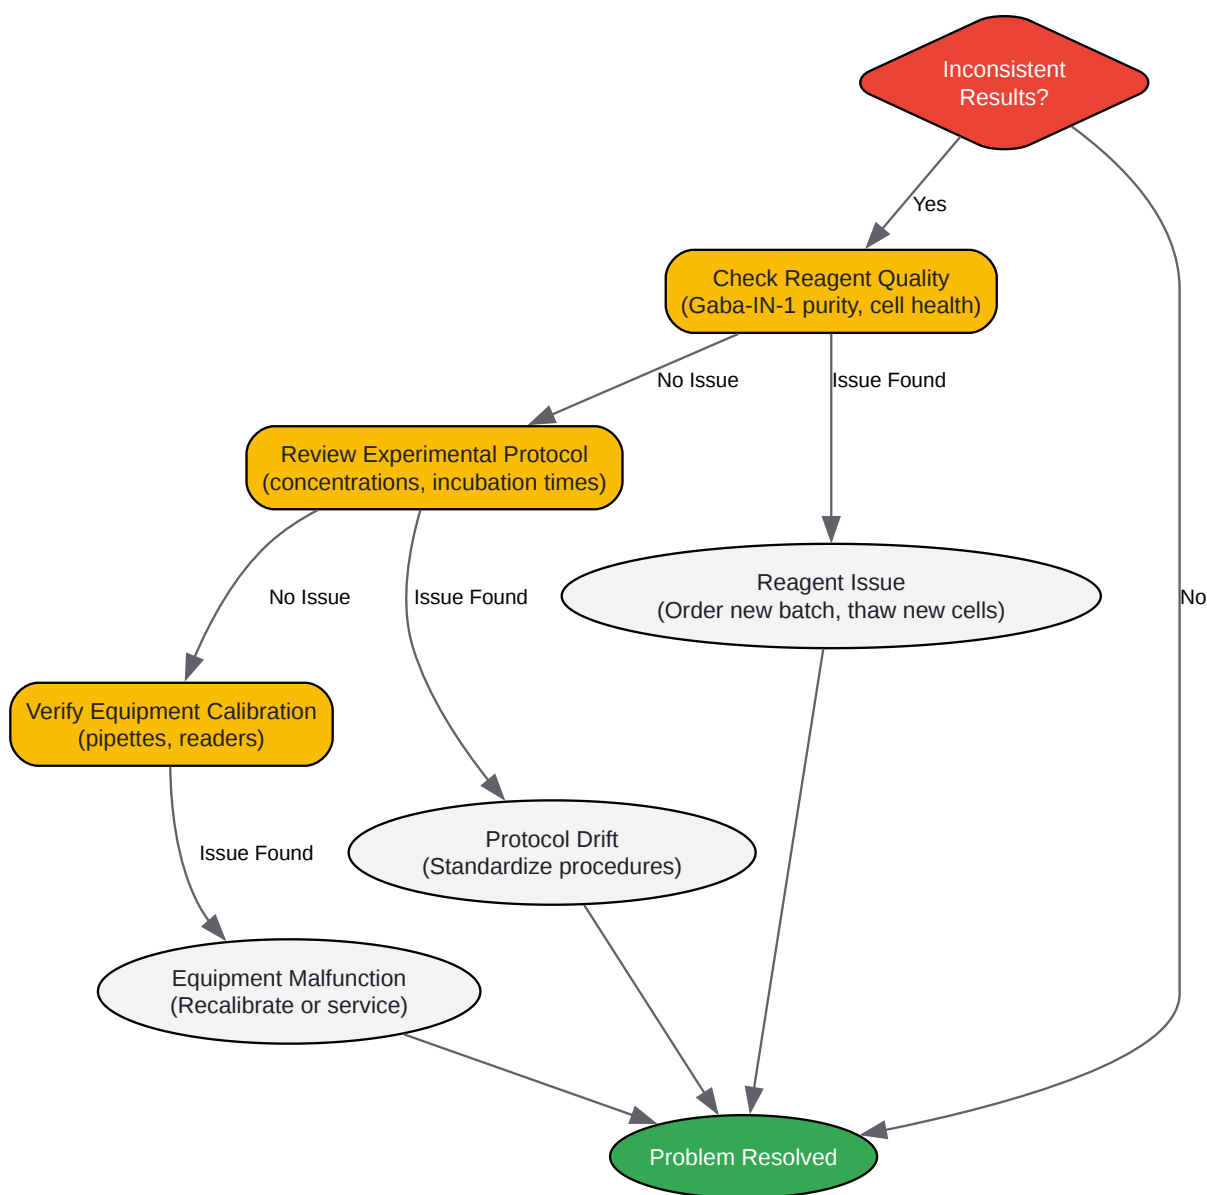 Inconsistent
Results?
Yes
Check Reagent Quality
(Gaba-IN-1 purity, cell health)
No Issue
Issue Found
Review Experimental Protocol
(concentrations, incubation times)
Reagent Issue
(Order new batch, thaw new cells)
No Issue
Issue Found
No
Verify Equipment Calibration
(pipettes, readers)
Protocol Drift
(Standardize procedures)
Issue Found
Equipment Malfunction
(Recalibrate or service)
Problem Resolved